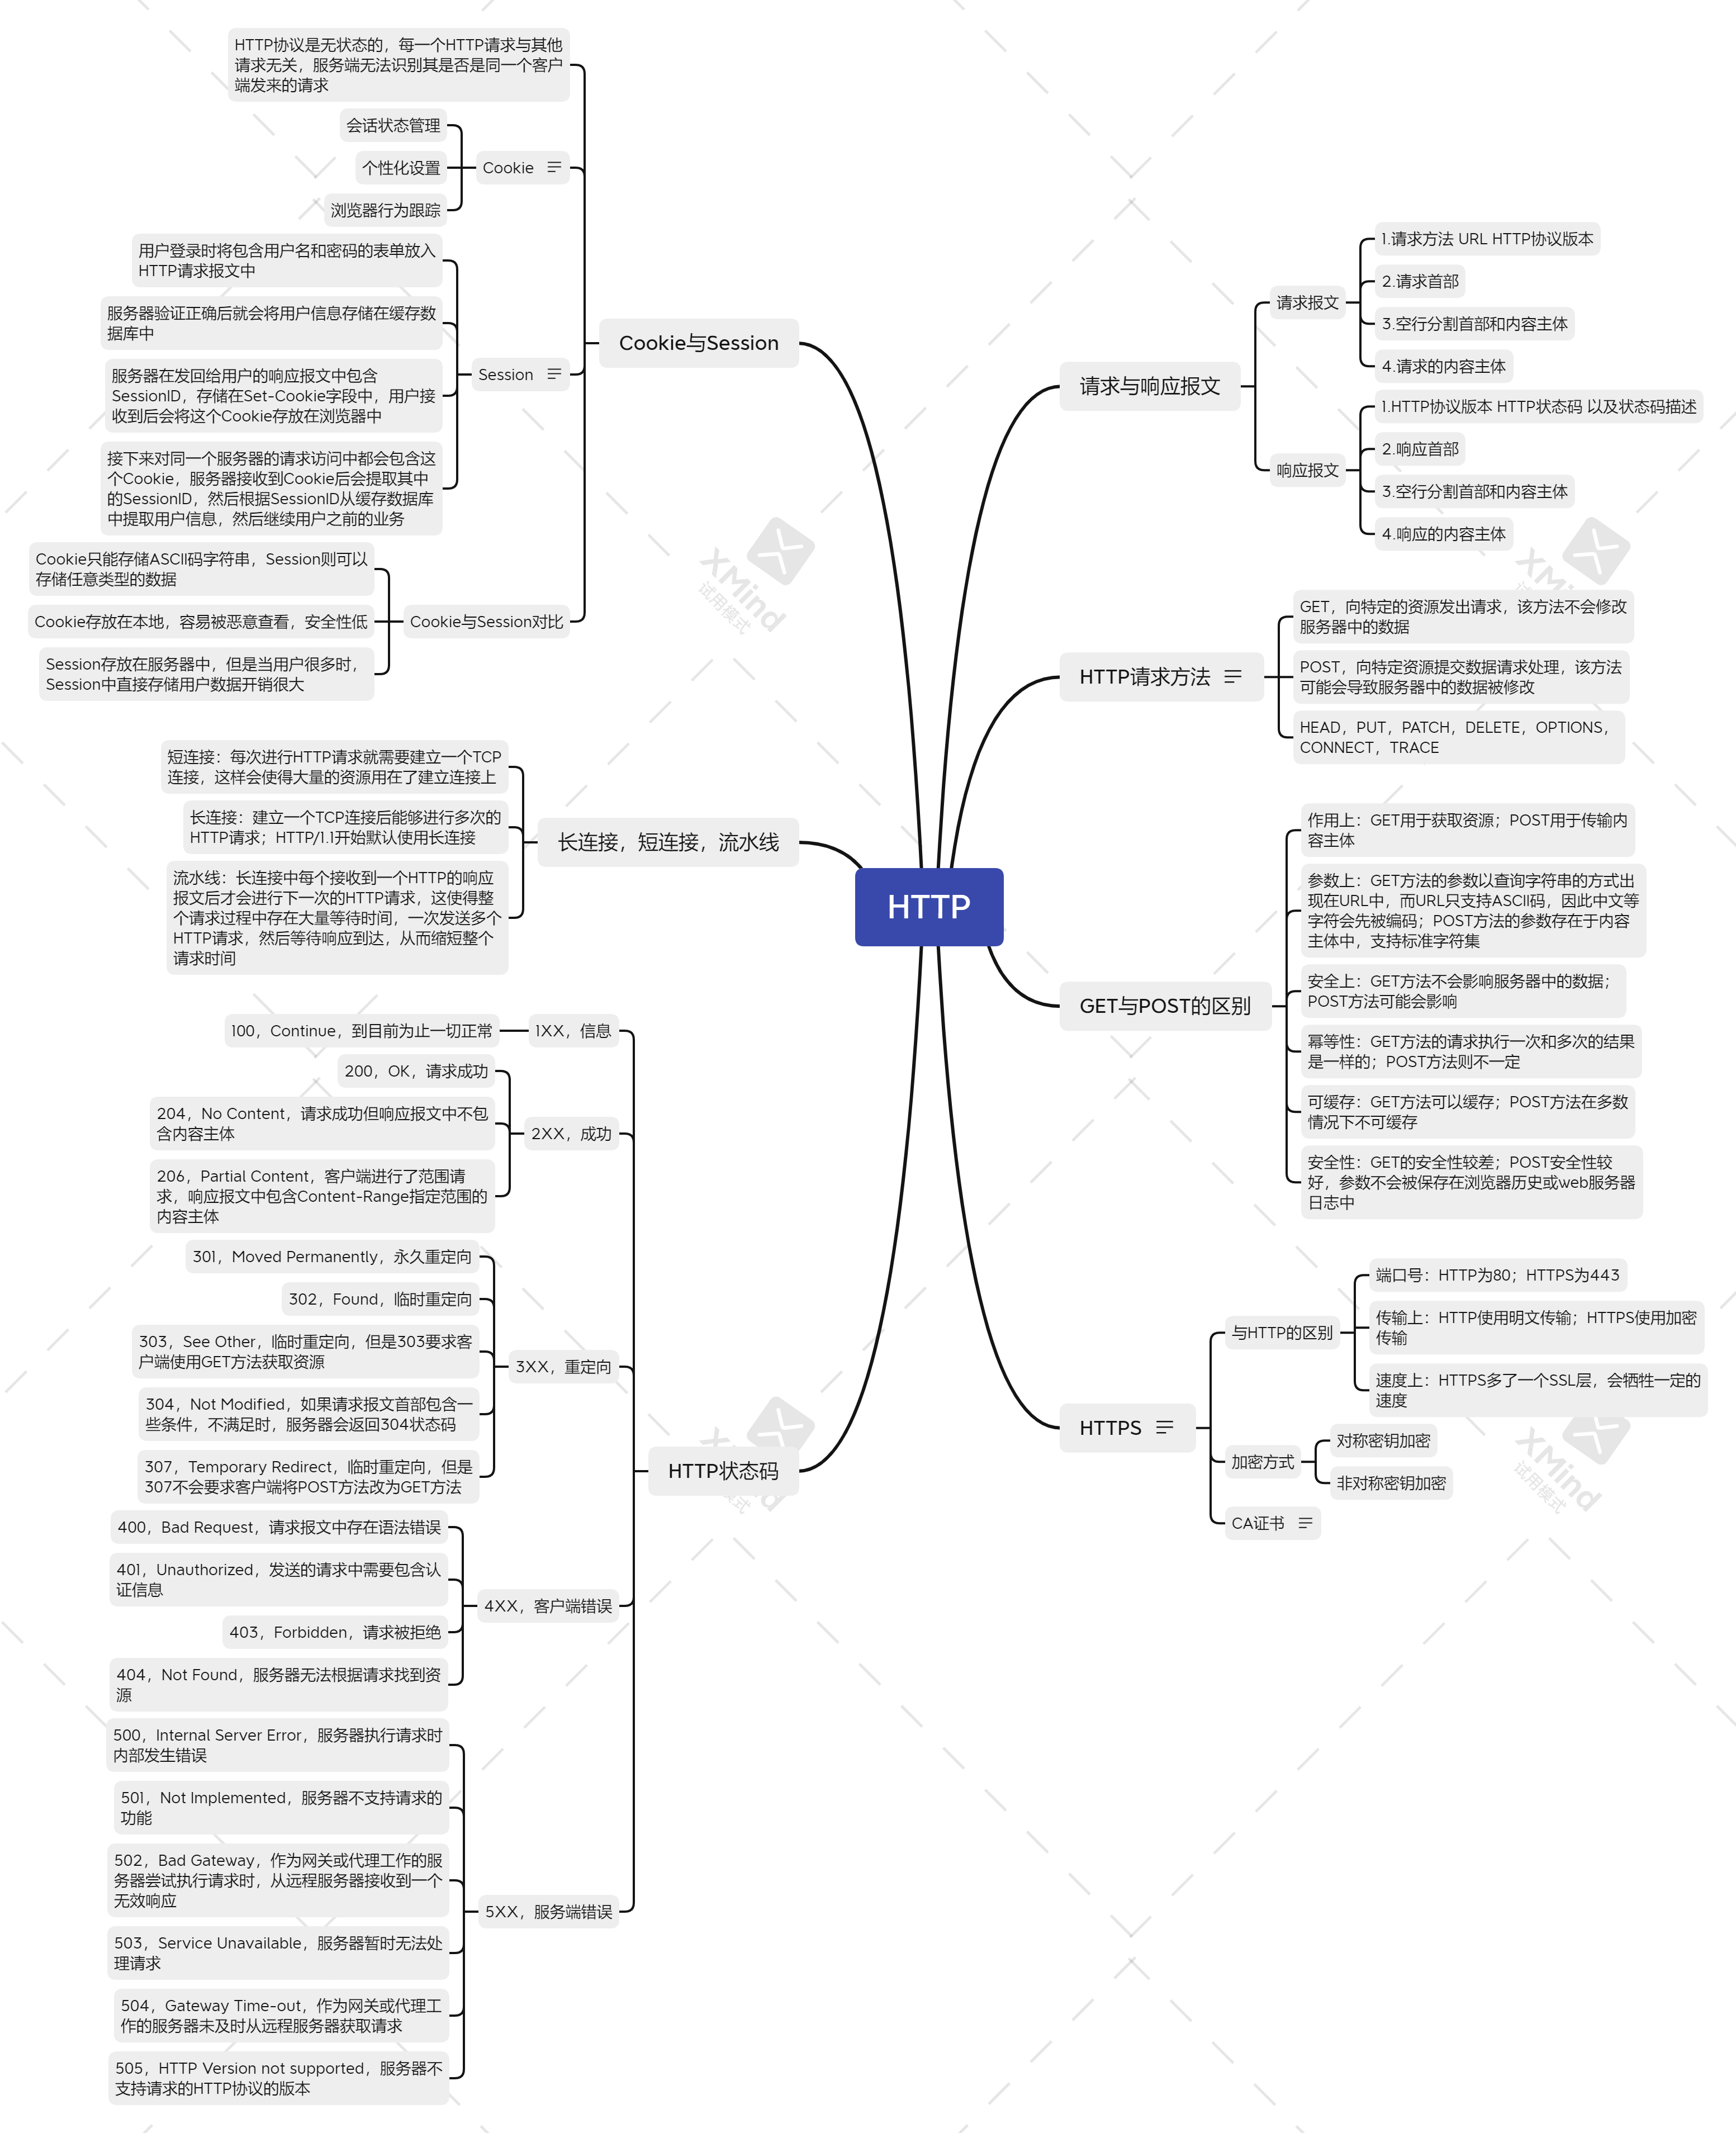 HTTP
请求与响应报文
请求报文
1.请求方法 URL HTTP协议版本
2.请求首部
3.空行分割首部和内容主体
4.请求的内容主体
响应报文
1.HTTP协议版本 HTTP状态码 以及状态码描述
2.响应首部
3.空行分割首部和内容主体
4.响应的内容主体
HTTP请求方法
GET，向特定的资源发出请求，该方法不会修改
服务器中的数据
POST，向特定资源提交数据请求处理，该方法
可能会导致服务器中的数据被修改
HEAD，PUT，PATCH，DELETE，OPTIONS，
CONNECT，TRACE
GET与POST的区别
作用上：GET用于获取资源；POST用于传输内
容主体
参数上：GET方法的参数以查询字符串的方式出
现在URL中，而URL只支持ASCII码，因此中文等
字符会先被编码；POST方法的参数存在于内容
主体中，支持标准字符集
安全上：GET方法不会影响服务器中的数据；
POST方法可能会影响
幂等性：GET方法的请求执行一次和多次的结果
是一样的；POST方法则不一定
可缓存：GET方法可以缓存；POST方法在多数
情况下不可缓存
安全性：GET的安全性较差；POST安全性较
好，参数不会被保存在浏览器历史或web服务器
日志中
HTTPS
与HTTP的区别
端口号：HTTP为80；HTTPS为443
传输上：HTTP使用明文传输；HTTPS使用加密
传输
速度上：HTTPS多了一个SSL层，会牺牲一定的
速度
加密方式
对称密钥加密
非对称密钥加密
CA证书
Cookie与Session
HTTP协议是无状态的，每一个HTTP请求与其他
请求无关，服务端无法识别其是否是同一个客户
端发来的请求
Cookie
会话状态管理
个性化设置
浏览器行为跟踪
Session
用户登录时将包含用户名和密码的表单放入
HTTP请求报文中
服务器验证正确后就会将用户信息存储在缓存数
据库中
服务器在发回给用户的响应报文中包含
SessionID，存储在Set-Cookie字段中，用户接
收到后会将这个Cookie存放在浏览器中
接下来对同一个服务器的请求访问中都会包含这
个Cookie，服务器接收到Cookie后会提取其中
的SessionID，然后根据SessionID从缓存数据库
中提取用户信息，然后继续用户之前的业务
Cookie与Session对比
Cookie只能存储ASCII码字符串，Session则可以
存储任意类型的数据
Cookie存放在本地，容易被恶意查看，安全性低
Session存放在服务器中，但是当用户很多时，
Session中直接存储用户数据开销很大
长连接，短连接，流水线
短连接：每次进行HTTP请求就需要建立一个TCP
连接，这样会使得大量的资源用在了建立连接上
长连接：建立一个TCP连接后能够进行多次的
HTTP请求；HTTP/1.1开始默认使用长连接
流水线：长连接中每个接收到一个HTTP的响应
报文后才会进行下一次的HTTP请求，这使得整
个请求过程中存在大量等待时间，一次发送多个
HTTP请求，然后等待响应到达，从而缩短整个
请求时间
HTTP状态码
1XX，信息
100，Continue，到目前为止一切正常
2XX，成功
200，OK，请求成功
204，No Content，请求成功但响应报文中不包
含内容主体
206，Partial Content，客户端进行了范围请
求，响应报文中包含Content-Range指定范围的
内容主体
3XX，重定向
301，Moved Permanently，永久重定向
302，Found，临时重定向
303，See Other，临时重定向，但是303要求客
户端使用GET方法获取资源
304，Not Modified，如果请求报文首部包含一
些条件，不满足时，服务器会返回304状态码
307，Temporary Redirect，临时重定向，但是
307不会要求客户端将POST方法改为GET方法
4XX，客户端错误
400，Bad Request，请求报文中存在语法错误
401，Unauthorized，发送的请求中需要包含认
证信息
403，Forbidden，请求被拒绝
404，Not Found，服务器无法根据请求找到资
源
5XX，服务端错误
500，Internal Server Error，服务器执行请求时
内部发生错误
501，Not Implemented，服务器不支持请求的
功能
502，Bad Gateway，作为网关或代理工作的服
务器尝试执行请求时，从远程服务器接收到一个
无效响应
503，Service Unavailable，服务器暂时无法处
理请求
504，Gateway Time-out，作为网关或代理工
作的服务器未及时从远程服务器获取请求
505，HTTP Version not supported，服务器不
支持请求的HTTP协议的版本
XMind
试用模式
XMind
试用模式
XMind
试用模式
XMind
试用模式